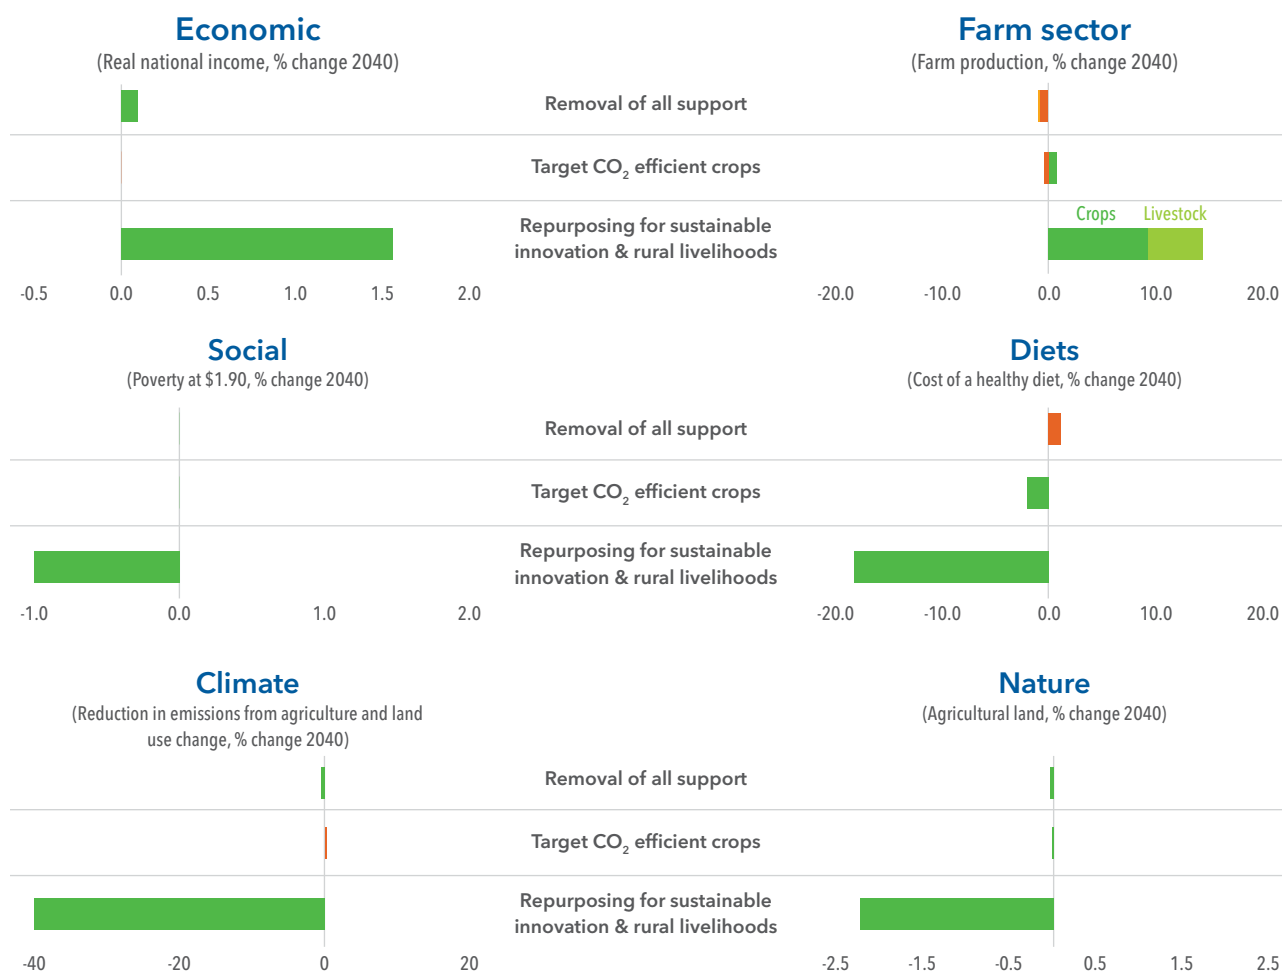 Economic
(Real national income, % change 2040)
Farm sector
(Farm production, % change 2040)
Removal of all support
Target CO₂ efficient crops
Repurposing for sustainable
innovation & rural livelihoods
Crops
Livestock
-0.5 0.0 0.5 1.0 1.5 2.0
-20.0 -10.0 0.0 10.0 20.0
Social
(Poverty at $1.90, % change 2040)
Diets
(Cost of a healthy diet, % change 2040)
Removal of all support
Target CO₂ efficient crops
Repurposing for sustainable
innovation & rural livelihoods
-1.0 0.0 1.0 2.0
-20.0 -10.0 0.0 10.0 20.0
Climate
(Reduction in emissions from agriculture and land
use change, % change 2040)
Nature
(Agricultural land, % change 2040)
Removal of all support
Target CO₂ efficient crops
Repurposing for sustainable
innovation & rural livelihoods
-40 -20 0 20
-2.5 -1.5 -0.5 0.5 1.5 2.5